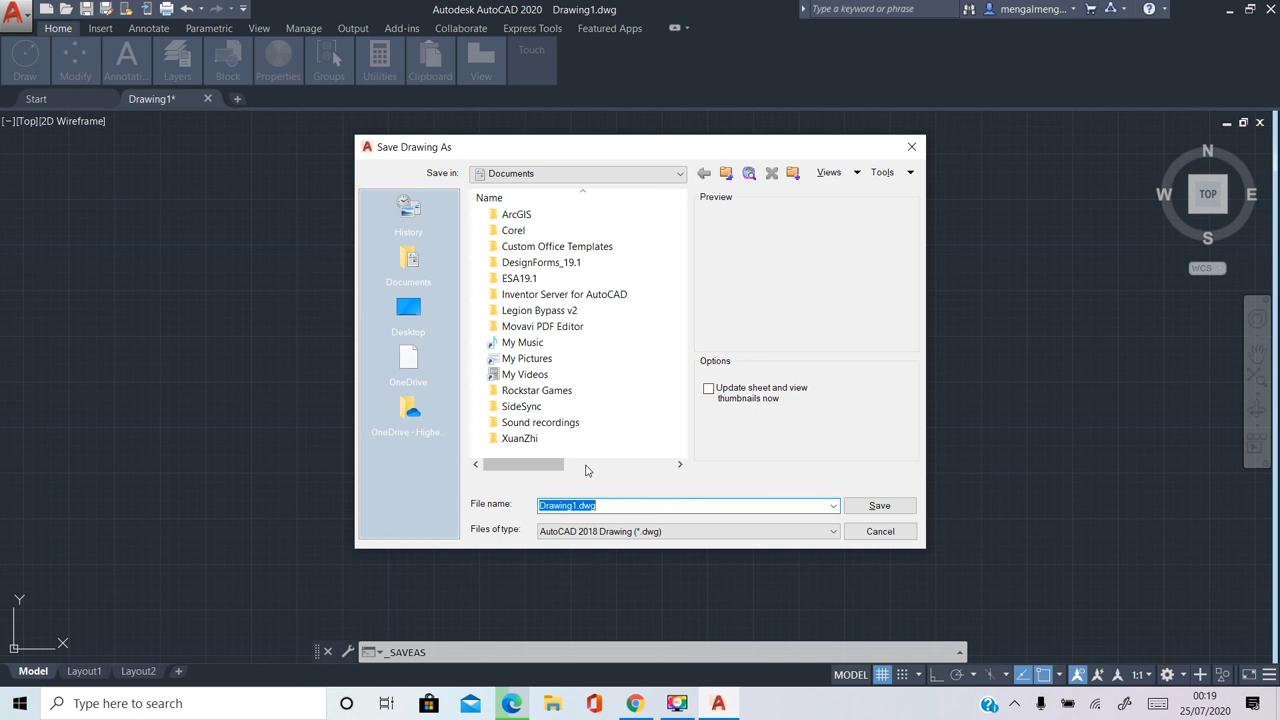 Autodesk AutoCAD 2020 Drawing1.dwg
Type a keyword or phrase
mengalmeng...
Home Insert Annotate Parametric View Manage Output Add-ins Collaborate Express Tools Featured Apps
Draw Modify Annotati... Layers Block Properties Groups Utilities Clipboard View Touch
Start Drawing1*
[−][Top][2D Wireframe]
Save Drawing As
Save in: Documents Views Tools
Name
ArcGIS
Corel
Custom Office Templates
DesignForms_19.1
ESA19.1
Inventor Server for AutoCAD
Legion Bypass v2
Movavi PDF Editor
My Music
My Pictures
My Videos
Rockstar Games
SideSync
Sound recordings
XuanZhi
History
Documents
Desktop
OneDrive
OneDrive - Highe...
Preview
Options
Update sheet and view
thumbnails now
File name: Drawing1.dwg Save
Files of type: AutoCAD 2018 Drawing (*.dwg) Cancel
N
W TOP E
S
WCS
Y
X
_SAVEAS
Model Layout1 Layout2 MODEL 1:1
Type here to search
00:19
25/07/2020